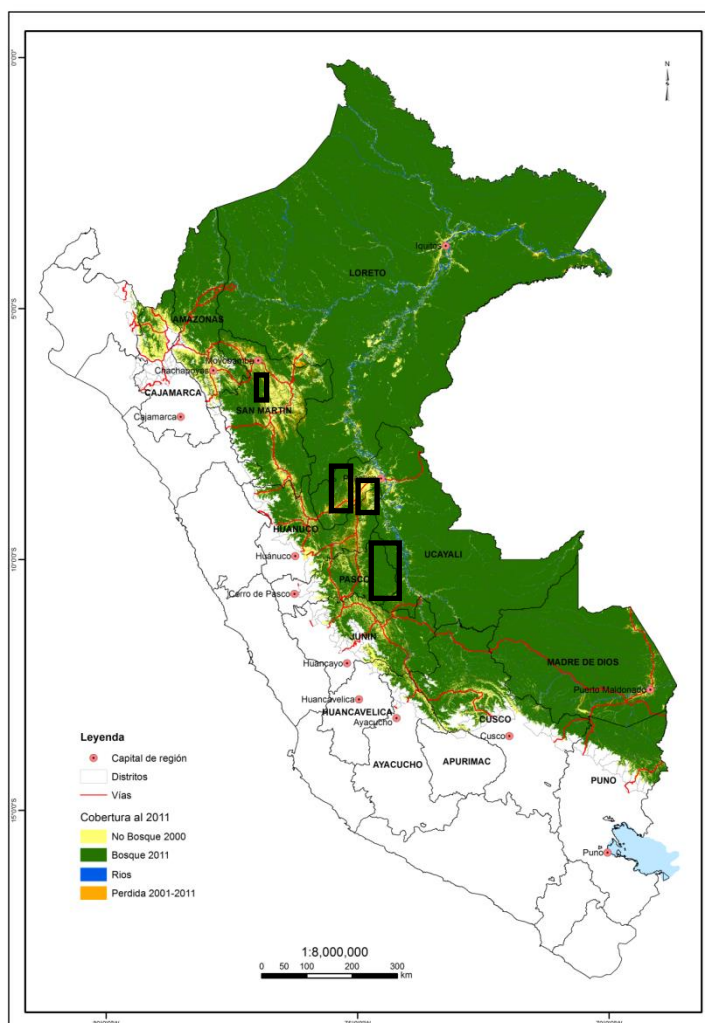 0°0'0"
N
Iquitos
LORETO
5°0'0"S
AMAZONAS
Moyobamba
Chachapoyas
CAJAMARCA
SAN MARTIN
Cajamarca
HUANUCO
10°0'0"S
Huánuco
UCAYALI
PASCO
Cerro de Pasco
JUNIN
Huancayo
MADRE DE DIOS
Puerto Maldonado
Huancavelica
HUANCAVELICA
Ayacucho
CUSCO
Cusco
AYACUCHO
APURIMAC
PUNO
Leyenda
Capital de región
Distritos
Vías
Cobertura al 2011
No Bosque 2000
Bosque 2011
Rios
Perdida 2001-2011
15°0'0"S
Puno
1:8,000,000
0 50 100 200 300
km